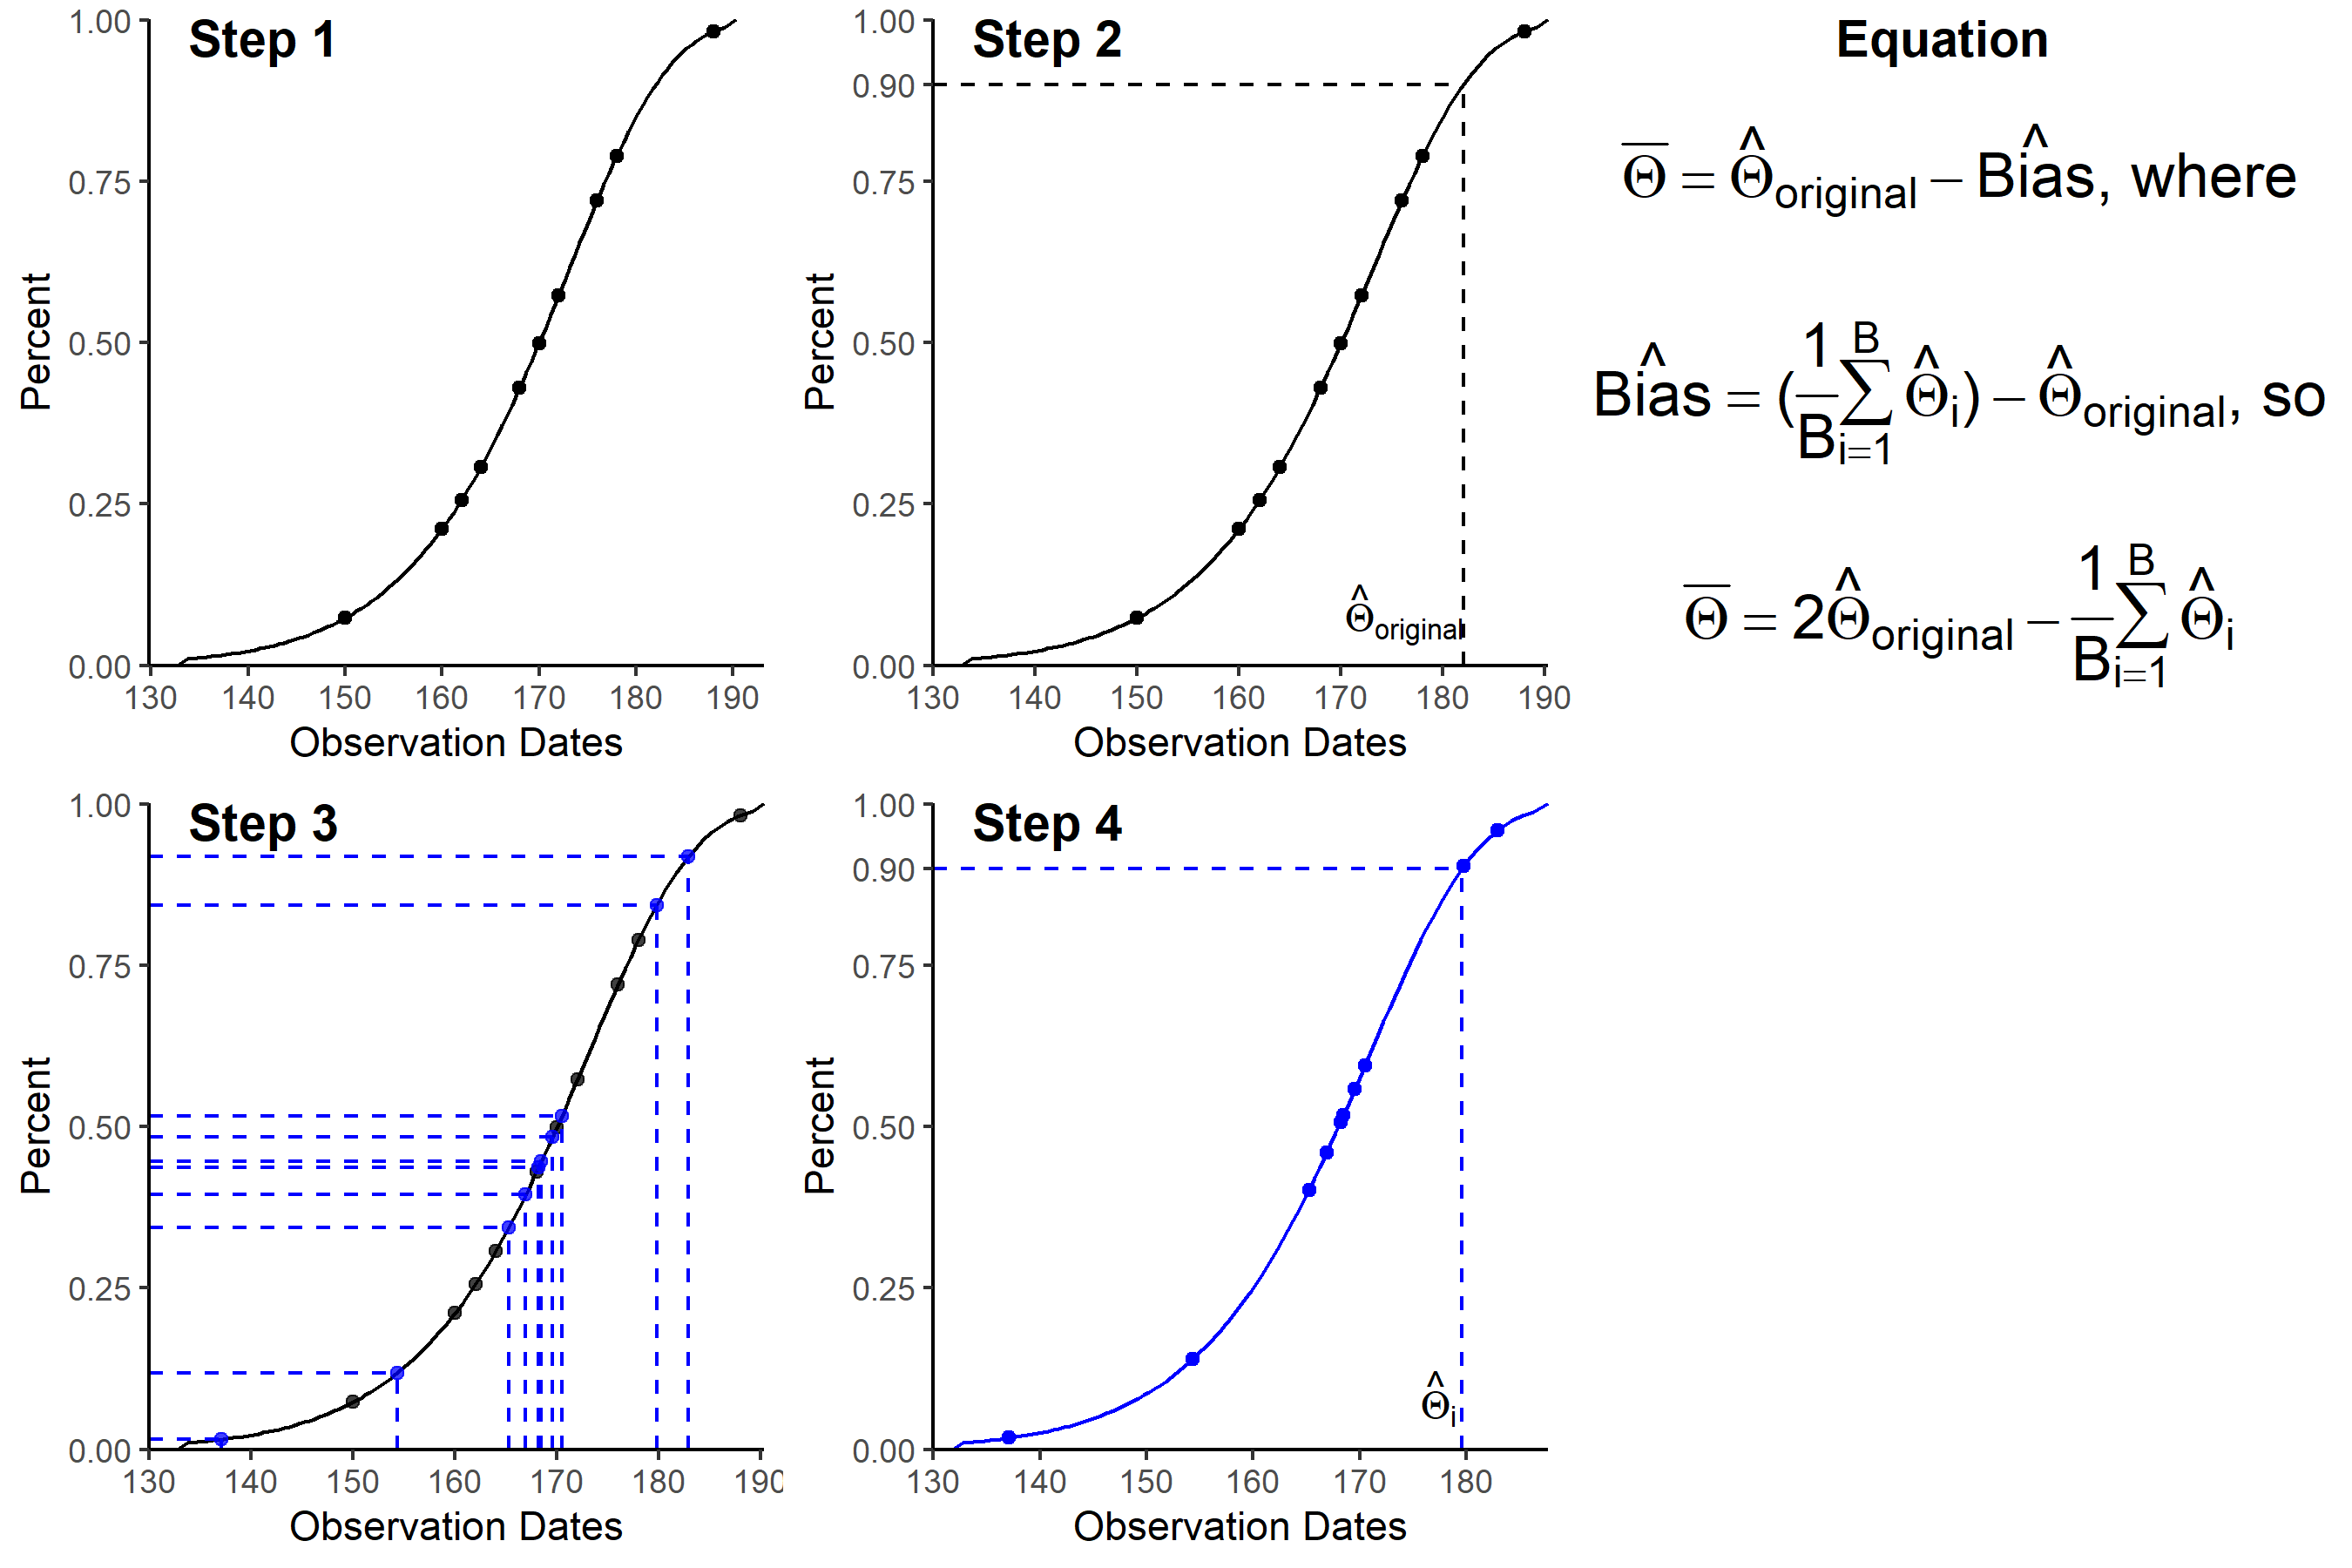 Step 1
1.00
0.75
0.50
0.25
0.00
Percent
130 140 150 160 170 180 190
Observation Dates
Step 2
1.00
0.90
0.75
0.50
0.25
0.00
Percent
Θ̂original
130 140 150 160 170 180 190
Observation Dates
Equation
Θ̅ = Θ̂original − Biâs, where
Biâs = (1/B ∑ i=1 B Θ̂i) − Θ̂original, so
Θ̅ = 2Θ̂original − 1/B ∑ i=1 B Θ̂i
Step 3
1.00
0.75
0.50
0.25
0.00
Percent
130 140 150 160 170 180 190
Observation Dates
Step 4
1.00
0.90
0.75
0.50
0.25
0.00
Percent
Θ̂i
130 140 150 160 170 180
Observation Dates